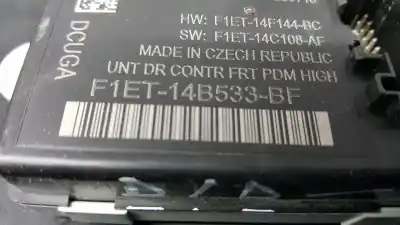 HW: F1ET-14F144-BC
SW: F1ET-14C108-AF
MADE IN CZECH REPUBLIC
UNT DR CONTR FRT PDM HIGH
F1ET-14B533-BF
DCUGA